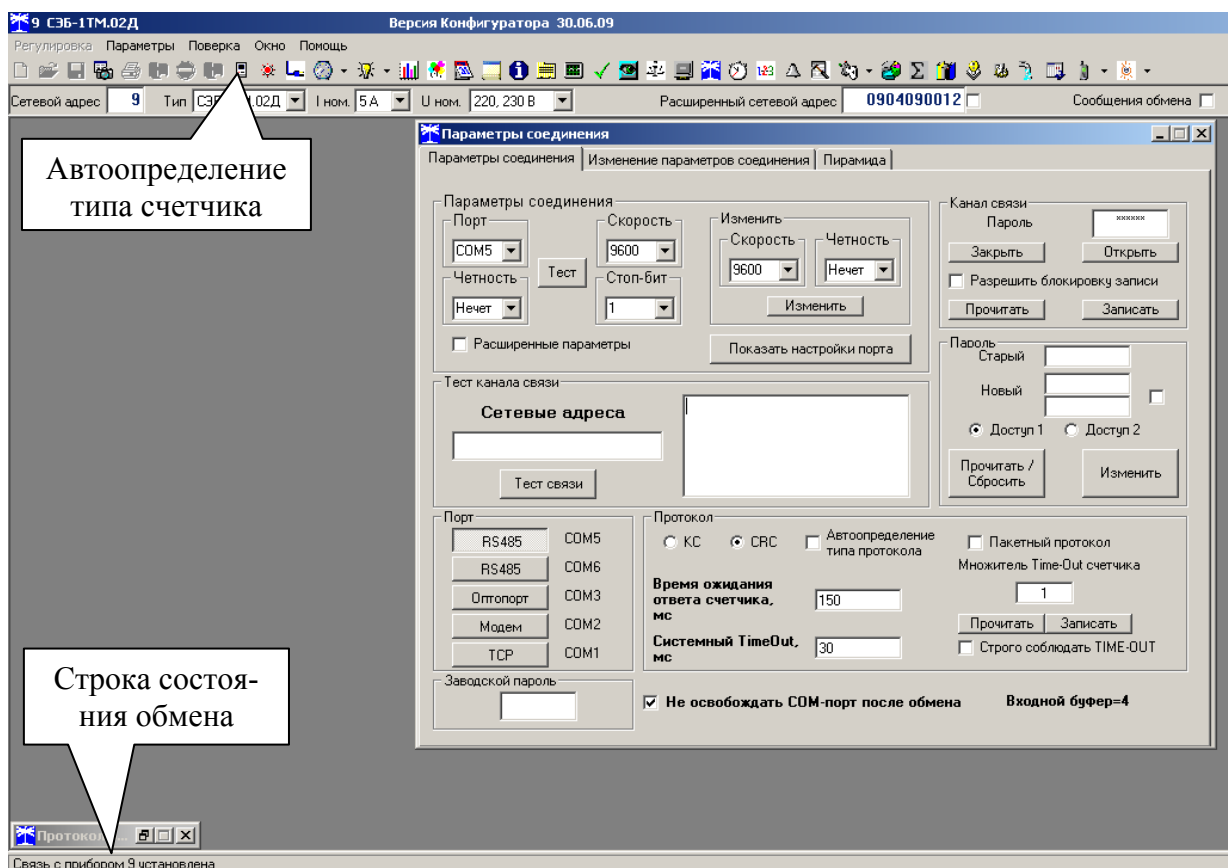 9 СЭБ-1ТМ.02Д Версия Конфигуратора 30.06.09
Регулировка Параметры Поверка Окно Помощь
Сетевой адрес 9 Тип .02Д I ном. 5 А U ном. 220, 230 В Расширенный сетевой адрес 0904090012 Сообщения обмена
Автоопределение
типа счетчика
Параметры соединения
Параметры соединения Изменение параметров соединения Пирамида
Параметры соединения
Порт
COM5
Скорость
9600
Четность
Нечет
Тест
Стоп-бит
1
Изменить
Скорость
9600
Четность
Нечет
Изменить
Расширенные параметры
Показать настройки порта
Канал связи
Пароль ******
Закрыть Открыть
Разрешить блокировку записи
Прочитать Записать
Пароль
Старый
Новый
Доступ 1 Доступ 2
Прочитать /
Сбросить
Изменить
Тест канала связи
Сетевые адреса
Тест связи
Порт
RS485 COM5
RS485 COM6
Оптопорт COM3
Модем COM2
TCP COM1
Протокол
КС CRC
Автоопределение
типа протокола
Пакетный протокол
Время ожидания
ответа счетчика,
мс
150
Множитель Time-Out счетчика
1
Прочитать Записать
Системный TimeOut,
мс
30
Строго соблюдать TIME-OUT
Заводской пароль
Не освобождать COM-порт после обмена Входной буфер=4
Строка состоя-
ния обмена
Связь с прибором 9 установлена